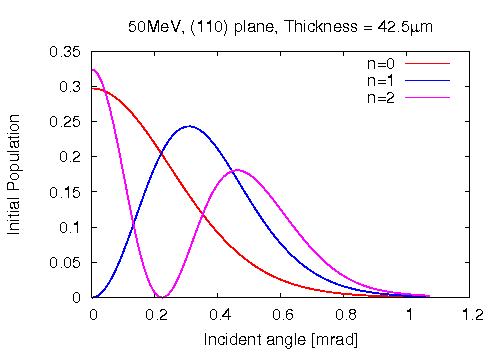 50MeV, (110) plane, Thickness = 42.5μm
n=0
n=1
n=2
0.35
0.3
0.25
0.2
0.15
0.1
0.05
0
Initial Population
0 0.2 0.4 0.6 0.8 1 1.2
Incident angle [mrad]